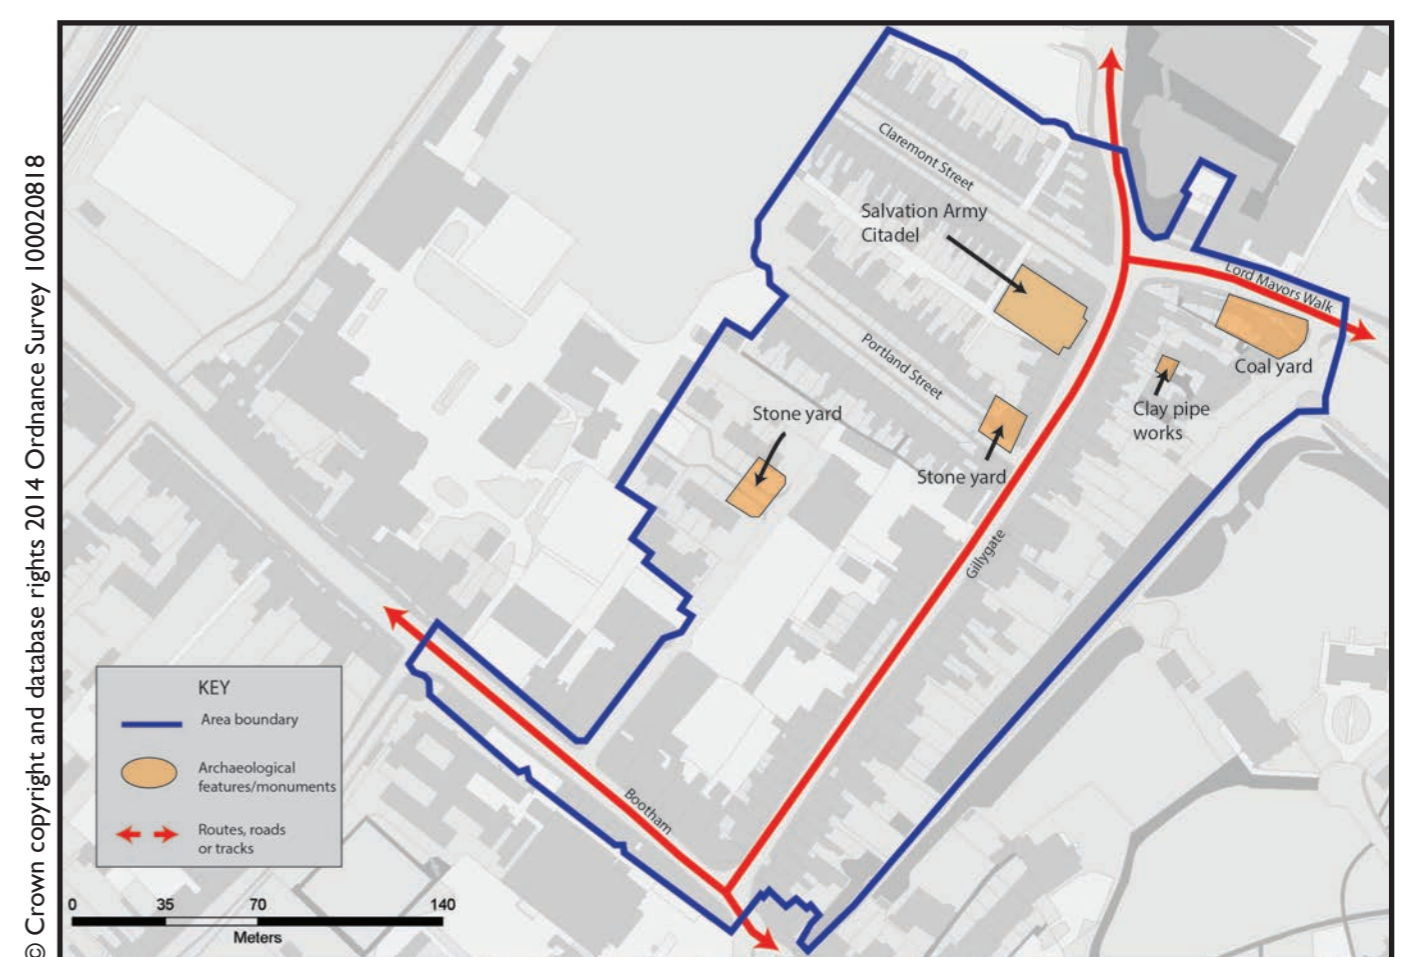 © Crown copyright and database rights 2014 Ordnance Survey 100020818
Claremont Street
Salvation Army
Citadel
Lord Mayors Walk
Portland Street
Coal yard
Stone yard
Clay pipe
works
Stone yard
Gillygate
Bootham
KEY
Area boundary
Archaeological
features/monuments
Routes, roads
or tracks
0 35 70 140
Meters